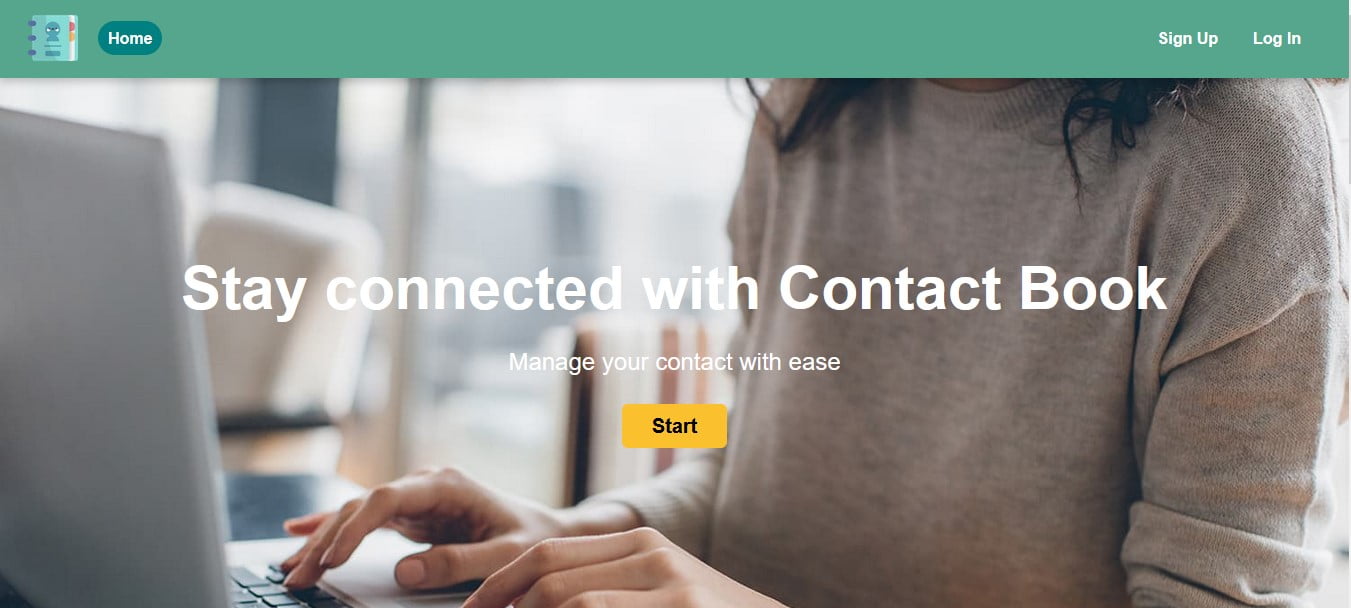 Home
Sign Up
Log In
Stay connected with Contact Book
Manage your contact with ease
Start